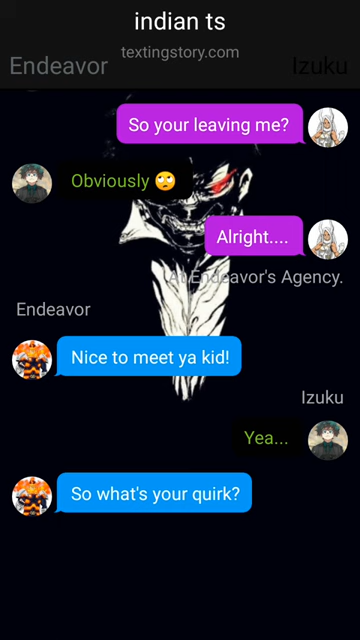 indian ts
textingstory.com
Endeavor
Izuku
So your leaving me?
Obviously 🙄
Alright....
At Endeavor's Agency.
Endeavor
Nice to meet ya kid!
Izuku
Yea...
So what's your quirk?